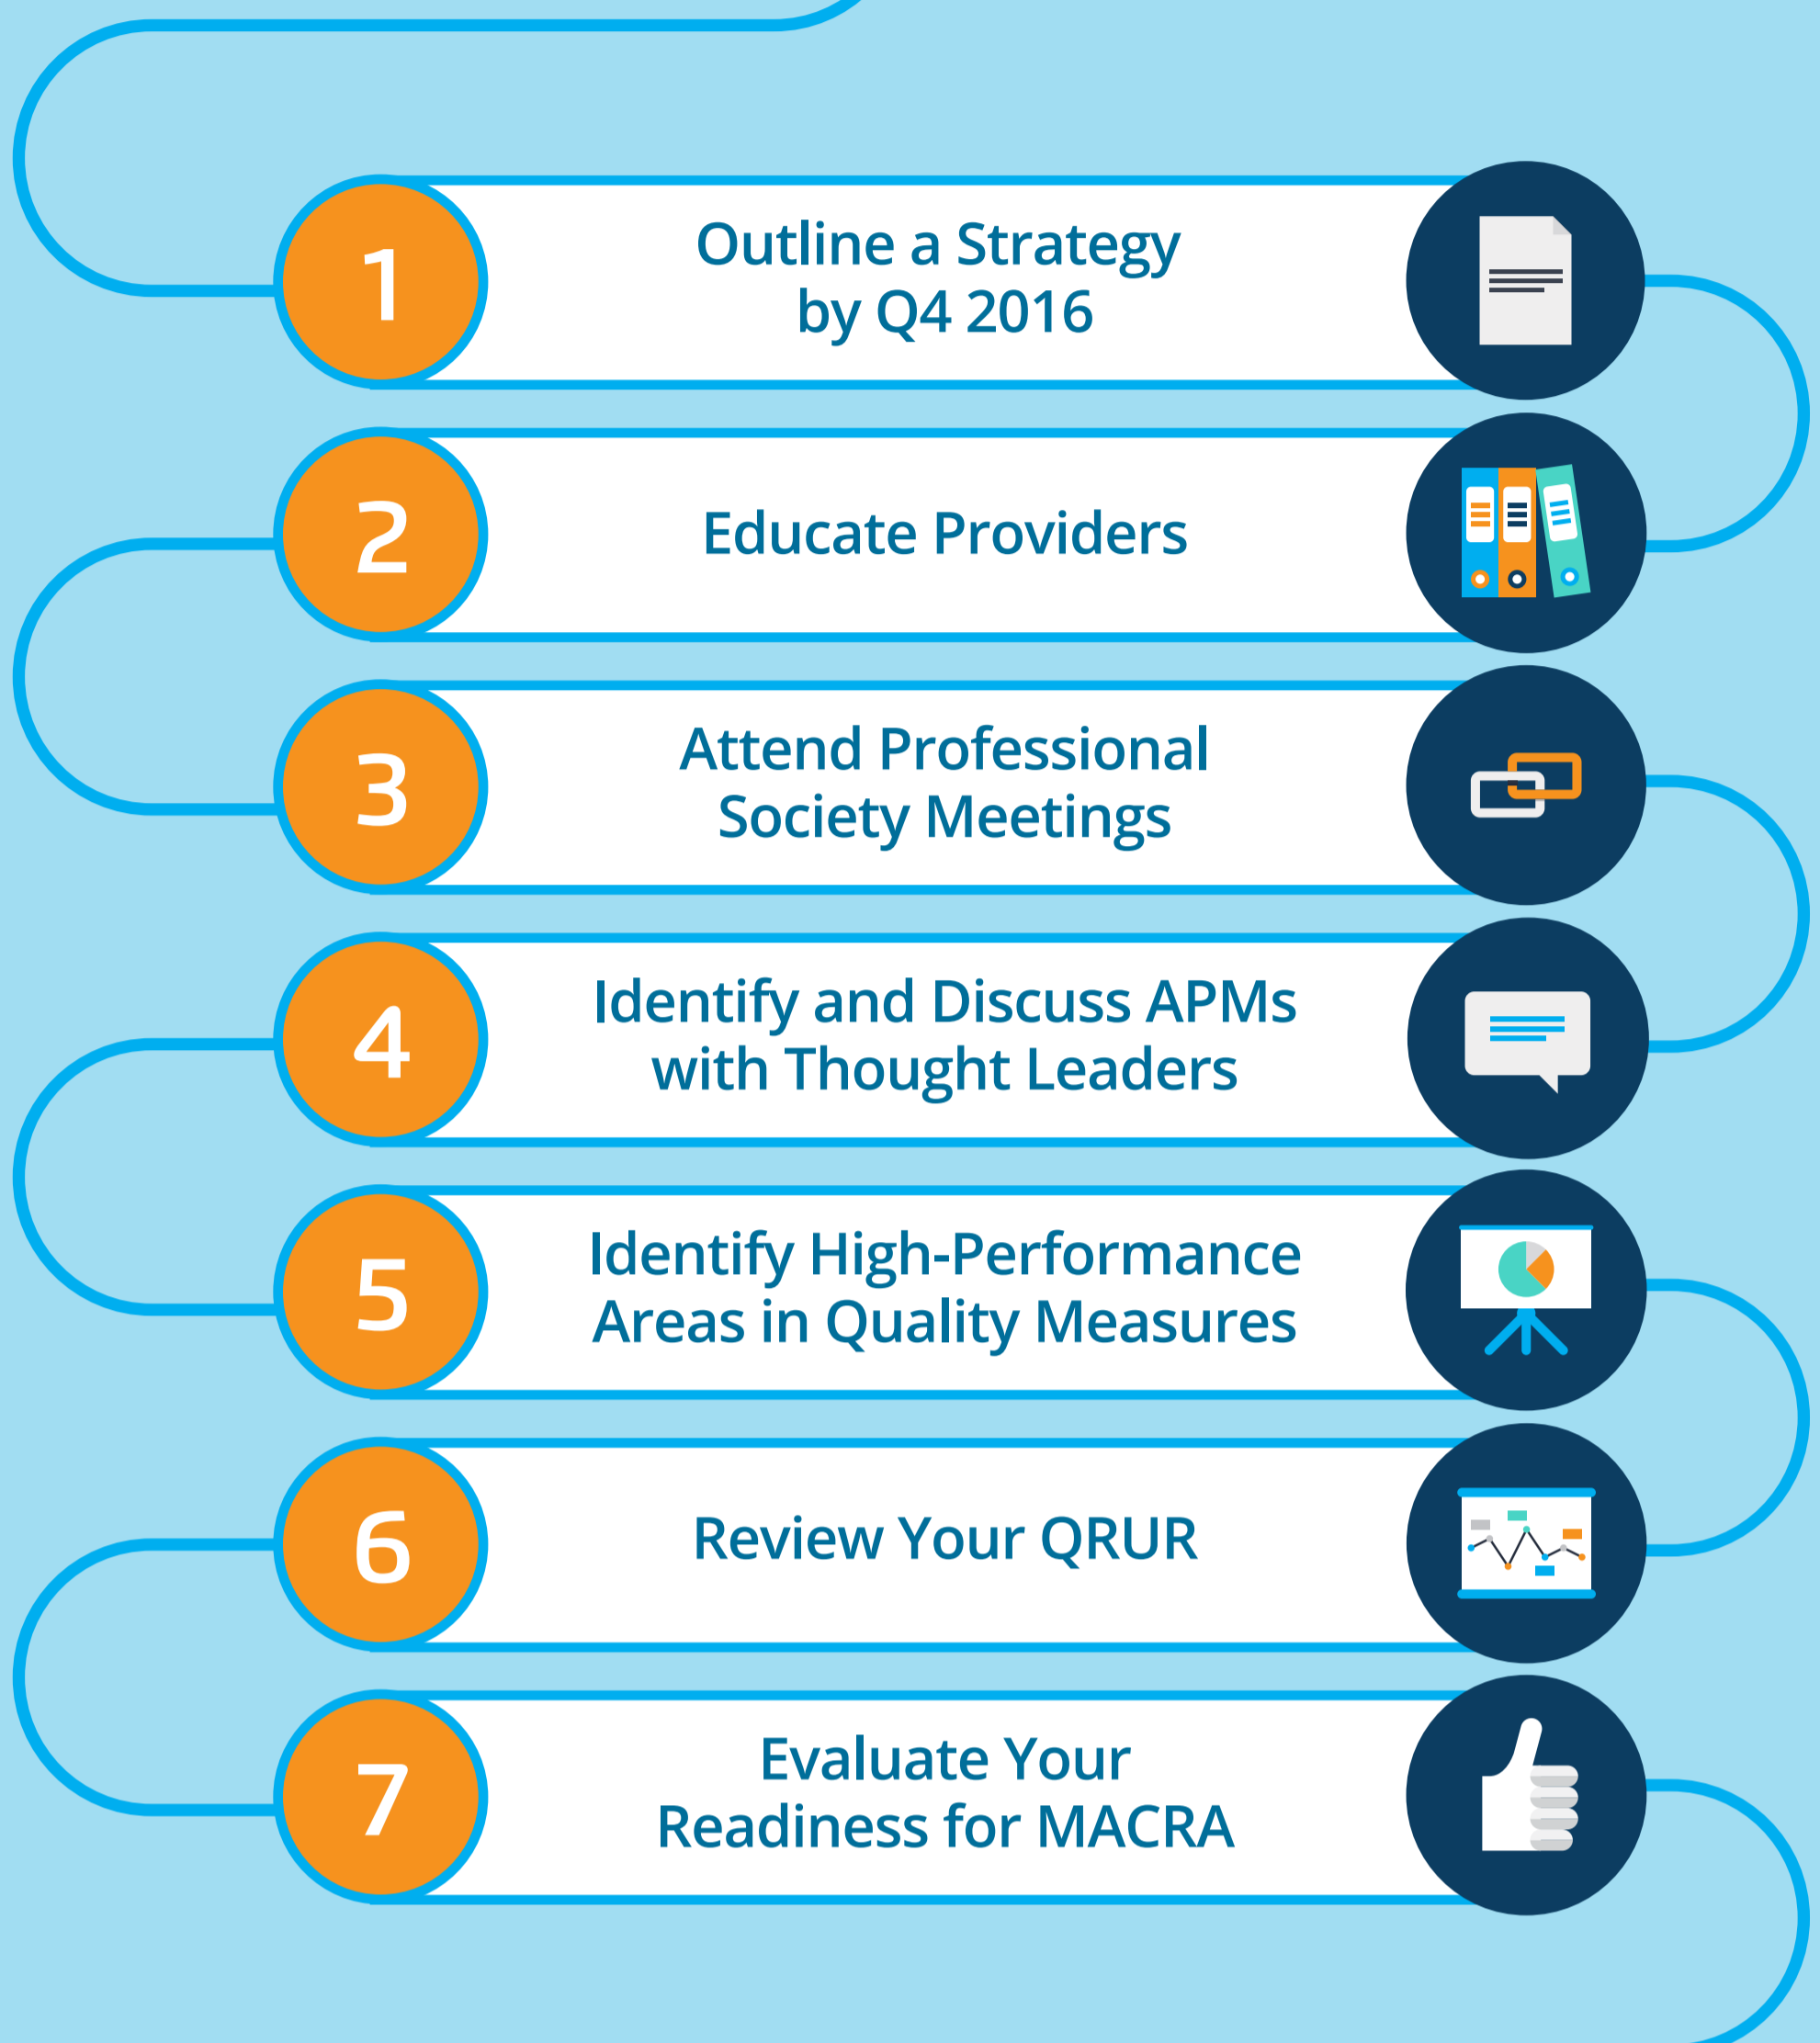 1
Outline a Strategy
by Q4 2016
2
Educate Providers
3
Attend Professional
Society Meetings
4
Identify and Discuss APMs
with Thought Leaders
5
Identify High-Performance
Areas in Quality Measures
6
Review Your QRUR
7
Evaluate Your
Readiness for MACRA